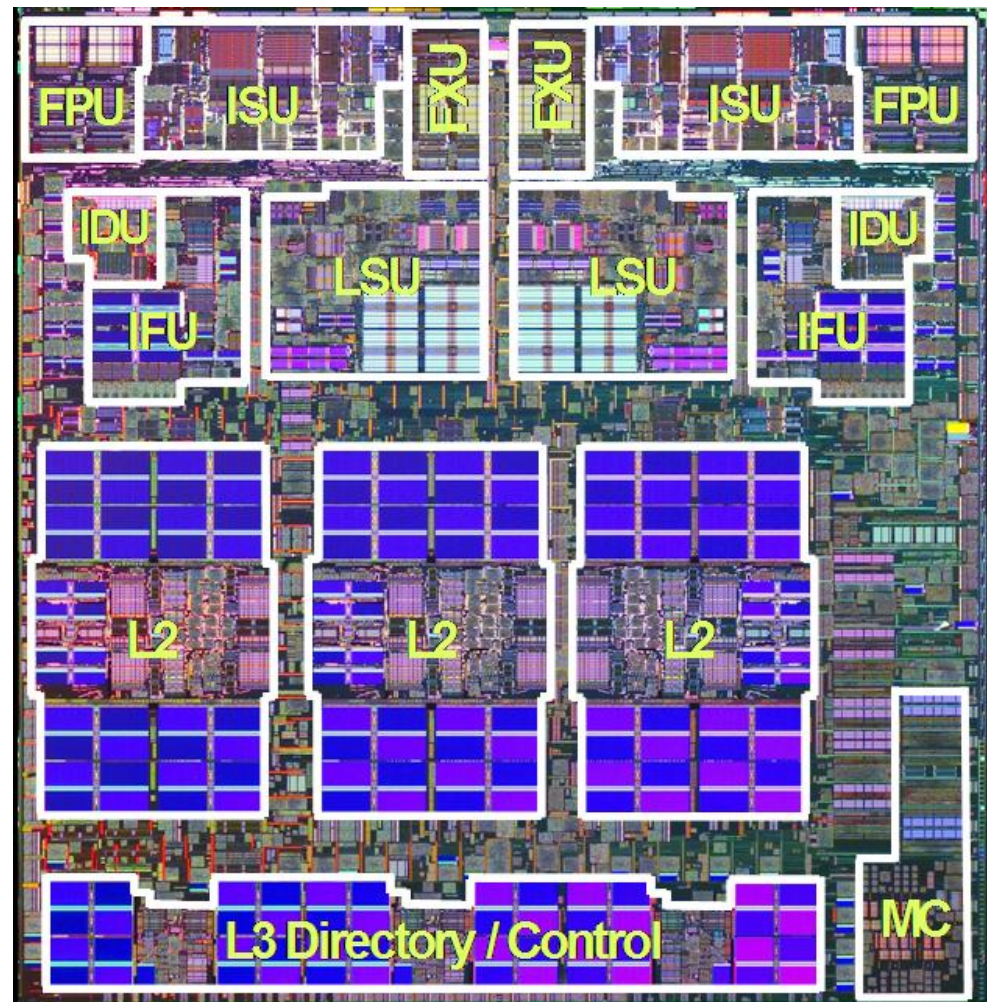 FPU
ISU
FXU
FXU
ISU
FPU
IDU
LSU
LSU
IDU
IFU
IFU
L2
L2
L2
MC
L3 Directory / Control